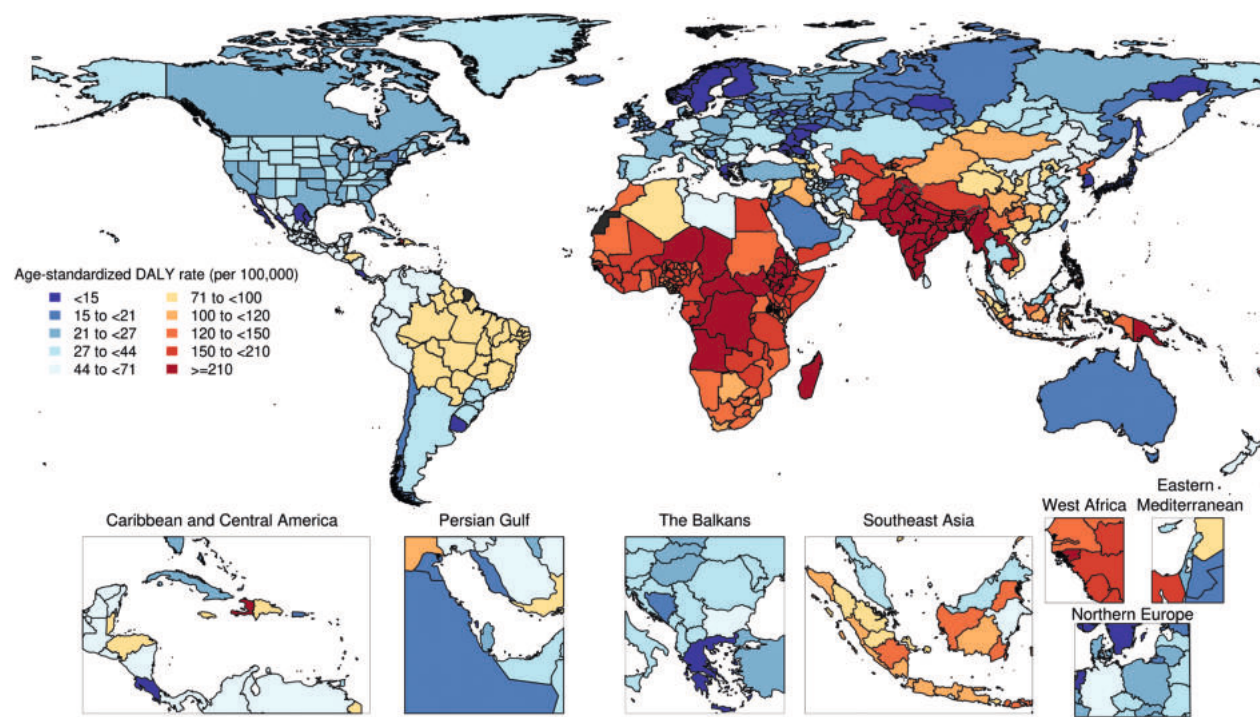 Age-standardized DALY rate (per 100,000)
<15
15 to <21
21 to <27
27 to <44
44 to <71
71 to <100
100 to <120
120 to <150
150 to <210
>=210
Caribbean and Central America
Persian Gulf
The Balkans
Southeast Asia
West Africa
Eastern
Mediterranean
Northern Europe